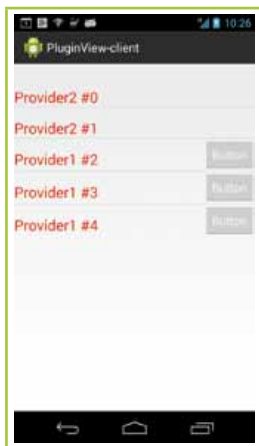 10:26
PluginView-client
Provider2 #0
Provider2 #1
Provider1 #2
Button
Provider1 #3
Button
Provider1 #4
Button